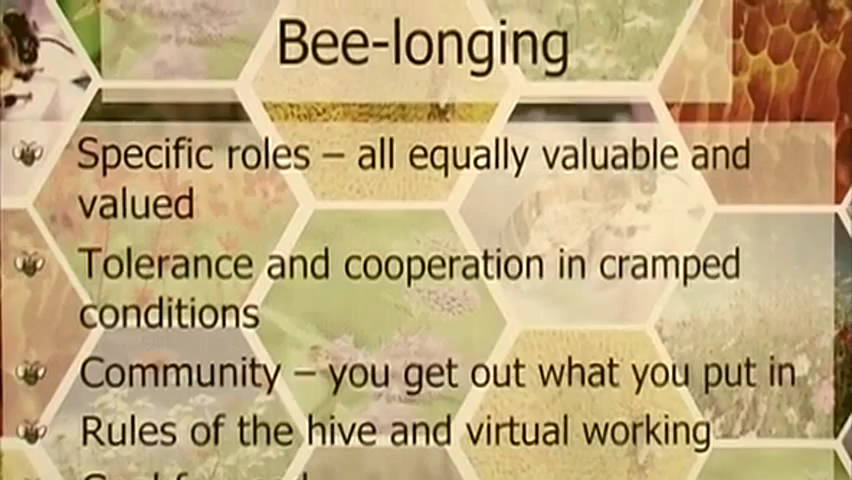 Bee-longing
Specific roles – all equally valuable and
valued
Tolerance and cooperation in cramped
conditions
Community – you get out what you put in
Rules of the hive and virtual working